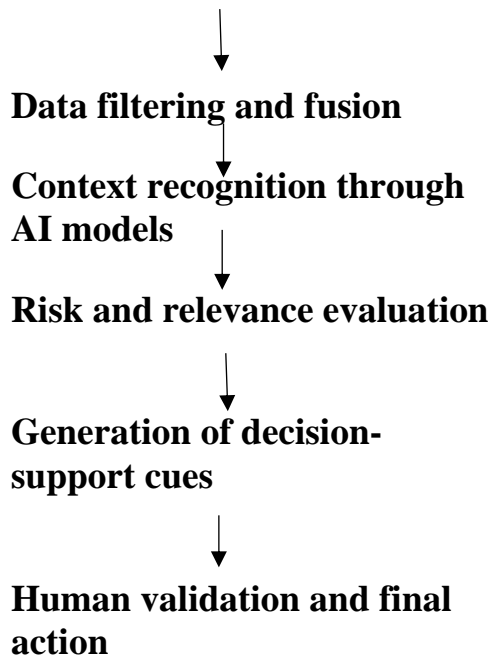 Data filtering and fusion
Context recognition through
AI models
Risk and relevance evaluation
Generation of decision-
support cues
Human validation and final
action